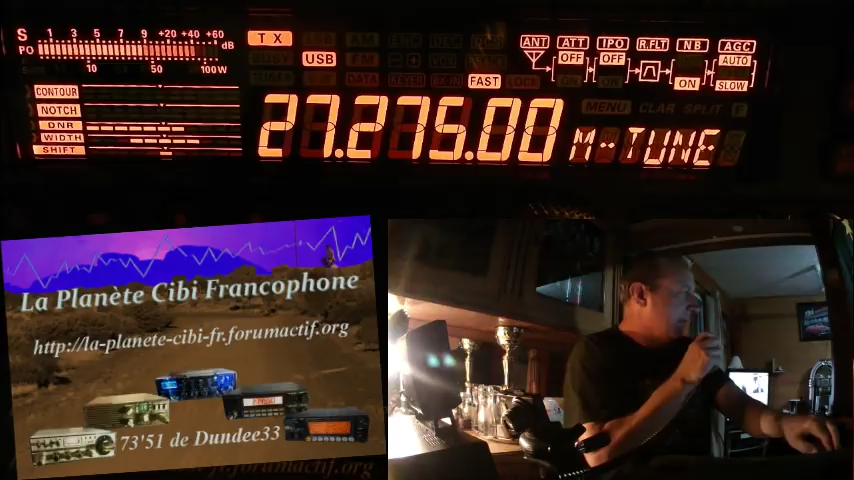 S 1 3 5 7 9 +20 +40 +60 dB
PO 10 50 100W
TX
USB
FAST
ANT ATT IPO R.FLT NB AGC
OFF OFF AUTO
ON SLOW
CONTOUR
NOTCH
DNR
WIDTH
SHIFT
MENU CLAR SPLIT F
27.275.00 M-TUNE
La Planète Cibi Francophone
http://la-planete-cibi-fr.forumactif.org
73'51 de Dundee33